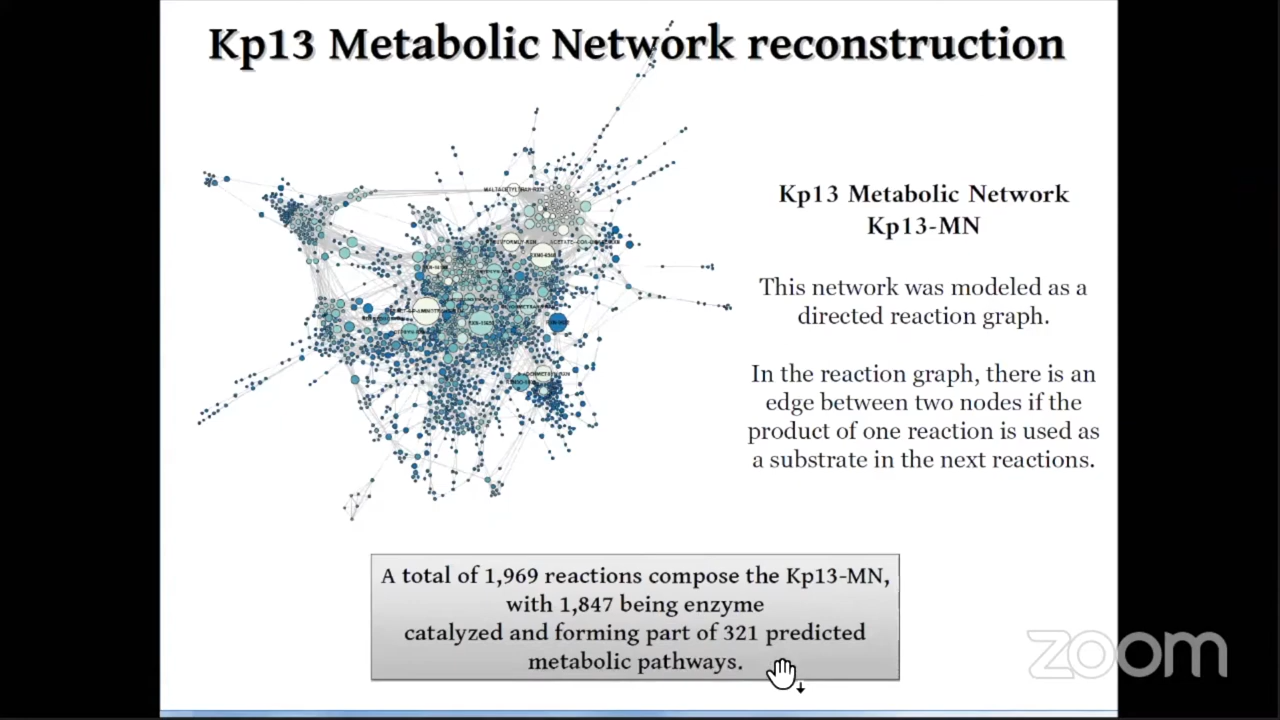 Kp13 Metabolic Network reconstruction
Kp13 Metabolic Network
Kp13-MN
This network was modeled as a
directed reaction graph.
In the reaction graph, there is an
edge between two nodes if the
product of one reaction is used as
a substrate in the next reactions.
A total of 1,969 reactions compose the Kp13-MN,
with 1,847 being enzyme
catalyzed and forming part of 321 predicted
metabolic pathways.
zoom